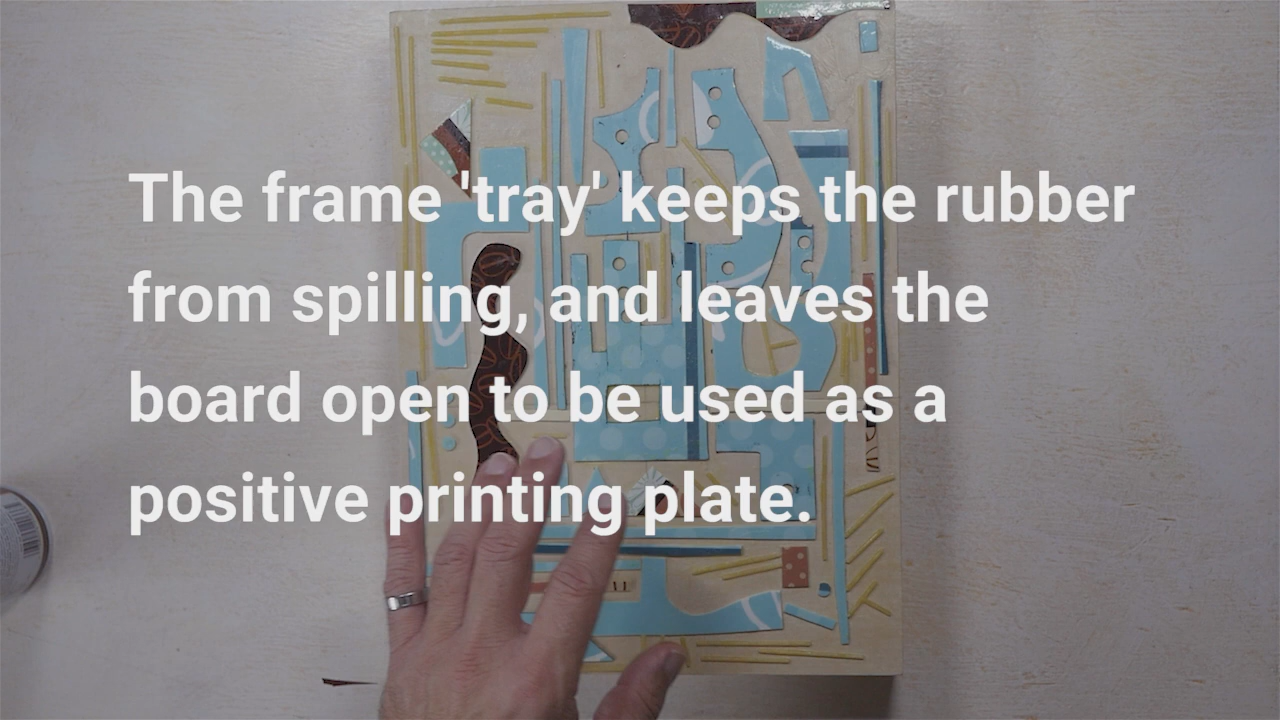 The frame 'tray' keeps the rubber
from spilling, and leaves the
board open to be used as a
positive printing plate.